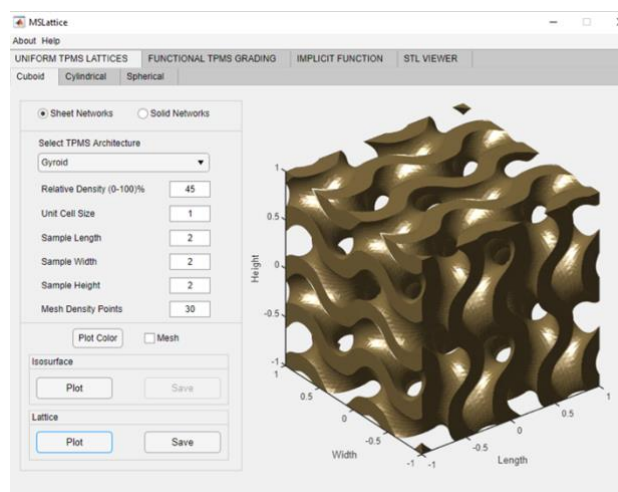 MSLattice
About Help
UNIFORM TPMS LATTICES FUNCTIONAL TPMS GRADING IMPLICIT FUNCTION STL VIEWER
Cuboid Cylindrical Spherical
Sheet Networks Solid Networks
Select TPMS Architecture
Gyroid
Relative Density (0-100)% 45
Unit Cell Size 1
Sample Length 2
Sample Width 2
Sample Height 2
Mesh Density Points 30
Plot Color Mesh
Isosurface
Plot Save
Lattice
Plot Save
1
0.5
0
-0.5
-1
Height
1
0.5
0
-0.5
-1
Width
-1
-0.5
0
0.5
1
Length